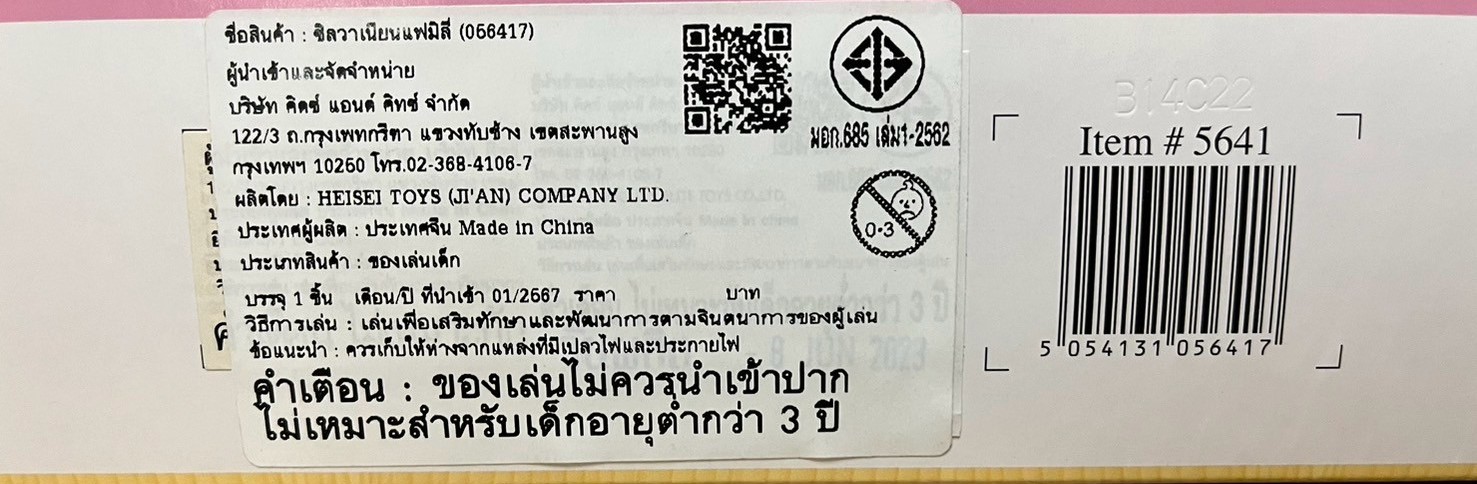 ชื่อสินค้า : ซิลวาเนียนแฟมิลี่ (056417)
ผู้นำเข้าและจัดจำหน่าย
บริษัท คิดซ์ แอนด์ คิทซ์ จำกัด
122/3 ถ.กรุงเทพกรีฑา แขวงทับช้าง เขตสะพานสูง
กรุงเทพฯ 10260 โทร.02-368-4106-7
ผลิตโดย : HEISEI TOYS (JI'AN) COMPANY LTD.
ประเทศผู้ผลิต : ประเทศจีน Made in China
ประเภทสินค้า : ของเล่นเด็ก
บรรจุ 1 ชิ้น เดือน/ปี ที่นำเข้า 01/2567 ราคา บาท
วิธีการเล่น : เล่นเพื่อเสริมทักษาและพัฒนาการตามจินตนาการของผู้เล่น
ข้อแนะนำ : ควรเก็บให้ห่างจากแหล่งที่มีเปลวไฟและประกายไฟ
คำเตือน : ของเล่นไม่ควรนำเข้าปาก
ไม่เหมาะสำหรับเด็กอายุต่ำกว่า 3 ปี
มอก.685 เล่ม1-2562
0-3
B14C22
Item # 5641
5 054131 056417